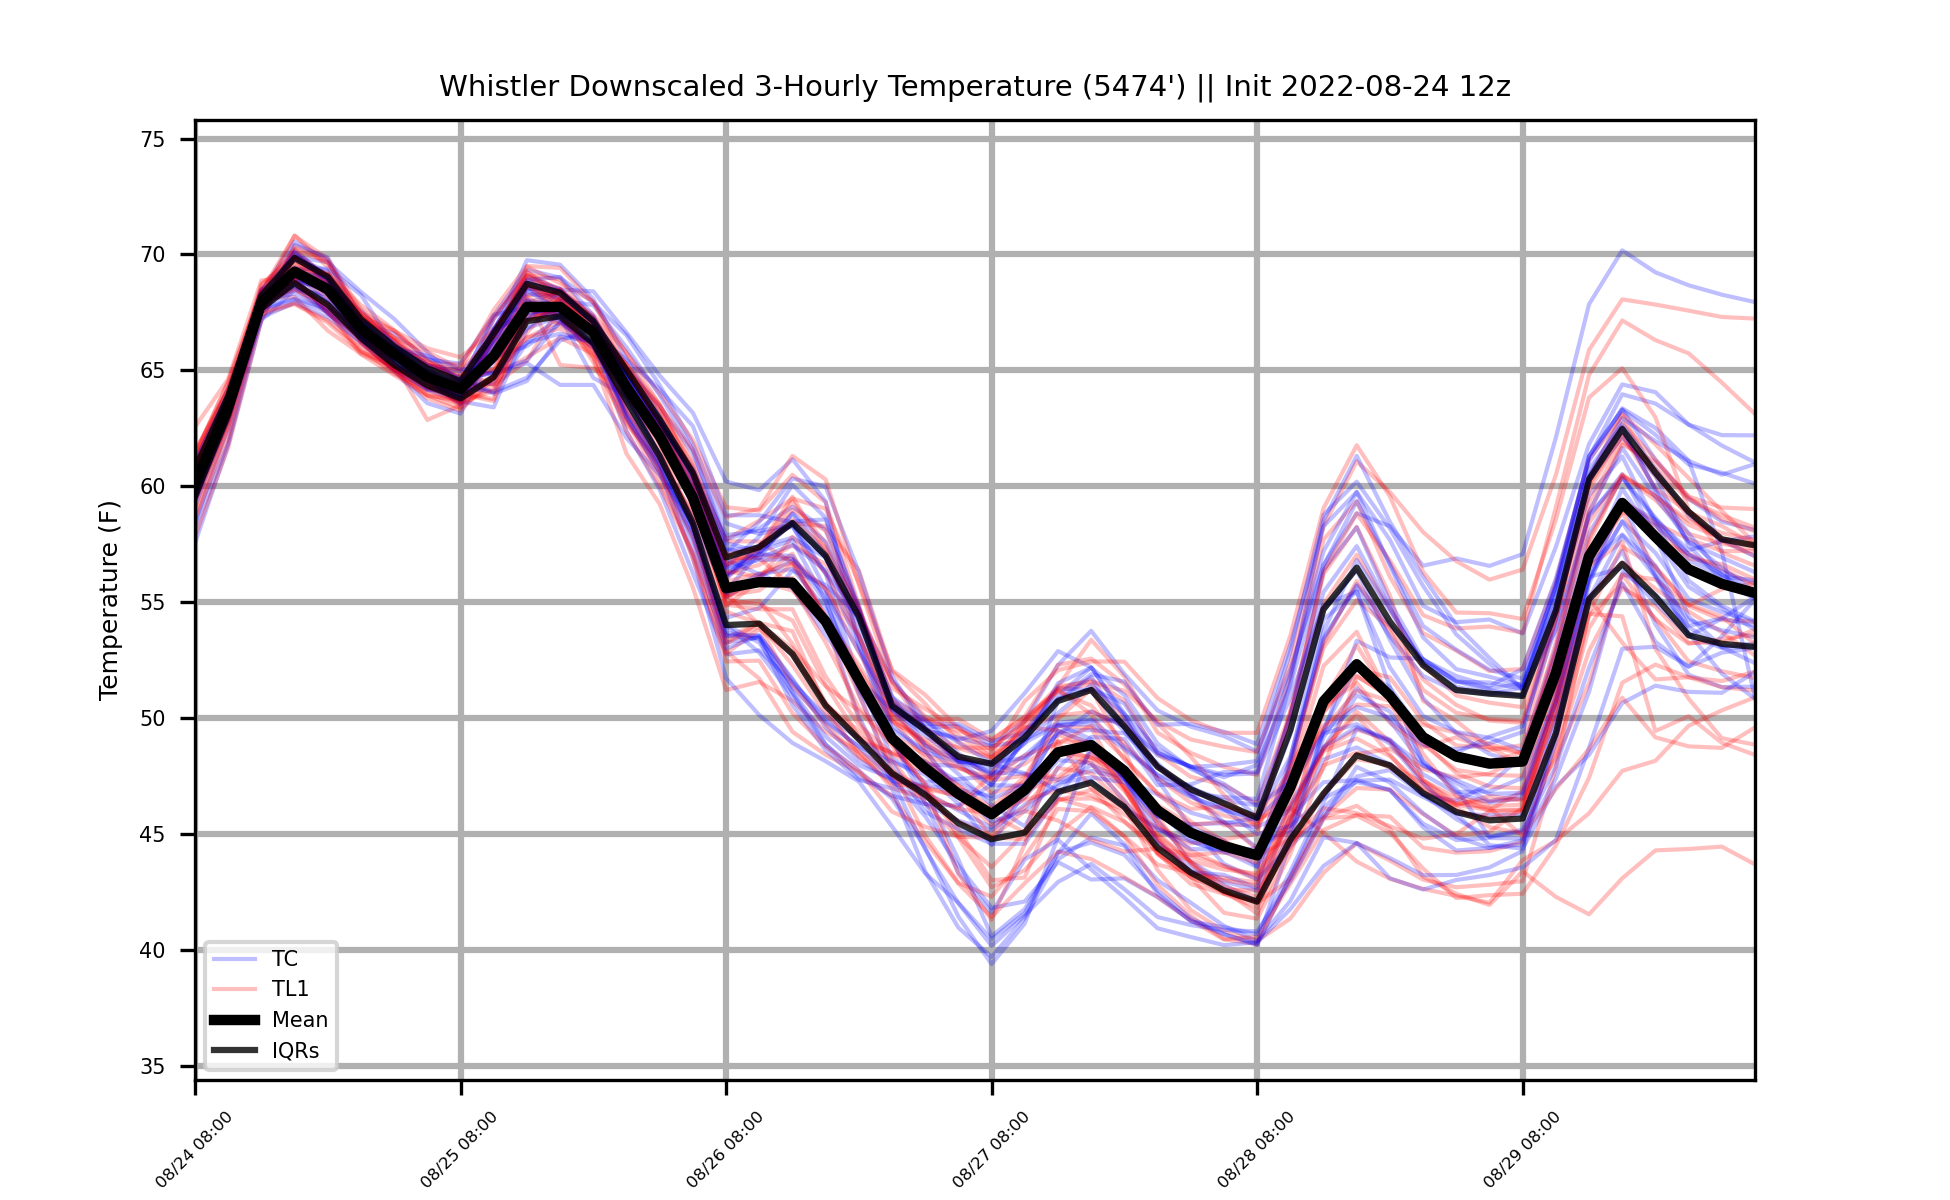 Whistler Downscaled 3-Hourly Temperature (5474') || Init 2022-08-24 12z
Temperature (F)
75
70
65
60
55
50
45
40
35
TC
TL1
Mean
IQRs
08/24 08:00
08/25 08:00
08/26 08:00
08/27 08:00
08/28 08:00
08/29 08:00